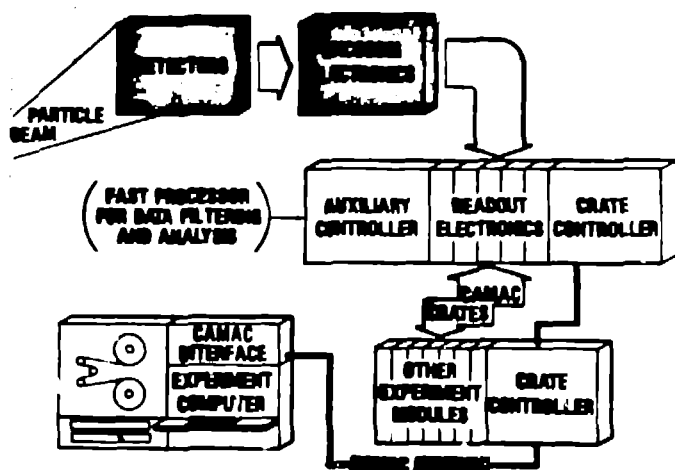 DETECTORS
ELECTRONICS
PARTICLE
BEAM
FAST PROCESSOR
FOR DATA FILTERING
AND ANALYSIS
AUXILIARY
CONTROLLER
READOUT
ELECTRONICS
CRATE
CONTROLLER
CAMAC
CRATES
CAMAC
INTERFACE
EXPERIMENT
COMPUTER
OTHER
EXPERIMENT
MODULES
CRATE
CONTROLLER